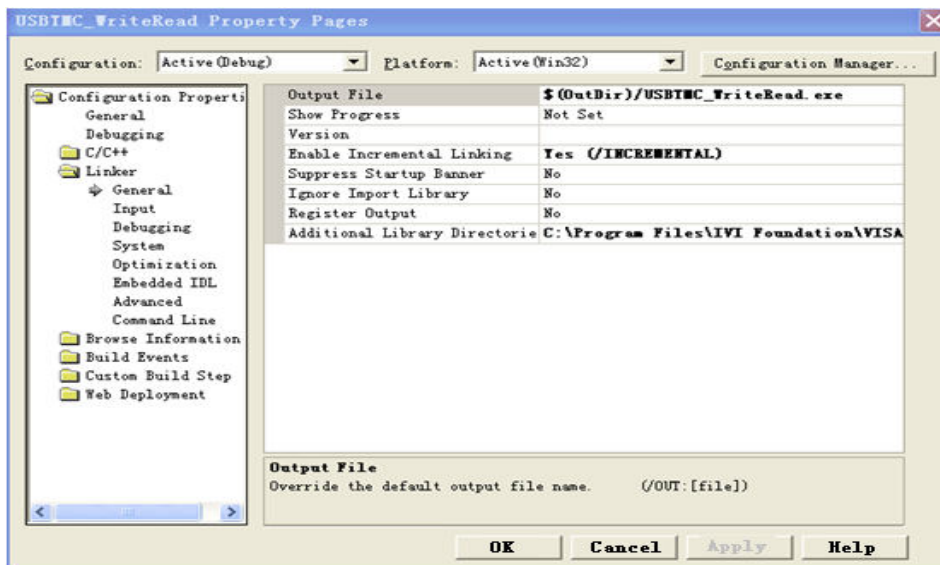 USBTMC_WriteRead Property Pages
Configuration: Active(Debug) Platform: Active(Win32) Configuration Manager...
Configuration Properti
General
Debugging
C/C++
Linker
General
Input
Debugging
System
Optimization
Embedded IDL
Advanced
Command Line
Browse Information
Build Events
Custom Build Step
Web Deployment
Output File $(OutDir)/USBTMC_WriteRead.exe
Show Progress Not Set
Version
Enable Incremental Linking Yes (/INCREMENTAL)
Suppress Startup Banner No
Ignore Import Library No
Register Output No
Additional Library Directorie C:\Program Files\IVI Foundation\VISA
Output File
Override the default output file name. (/OUT:[file])
OK Cancel Apply Help